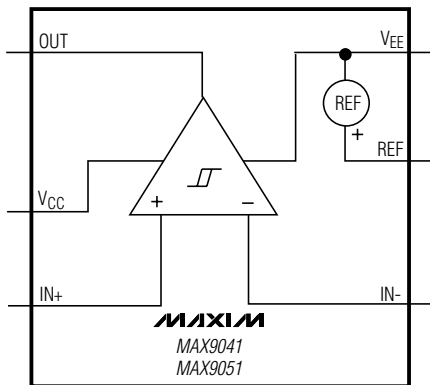 OUT
VEE
REF
+
REF
VCC
+
−
IN+
IN-
MAXIM
MAX9041
MAX9051